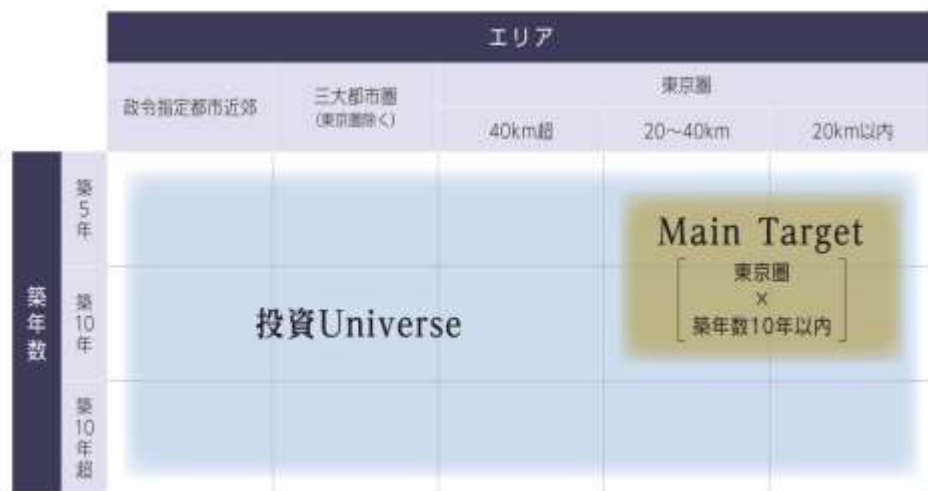 エリア
政令指定都市近郊
三大都市圏
(東京圏除く)
東京圏
40km超
20～40km
20km以内
築年数
築5年
築10年
築10年超
Main Target
東京圏
×
築年数10年以内
投資Universe